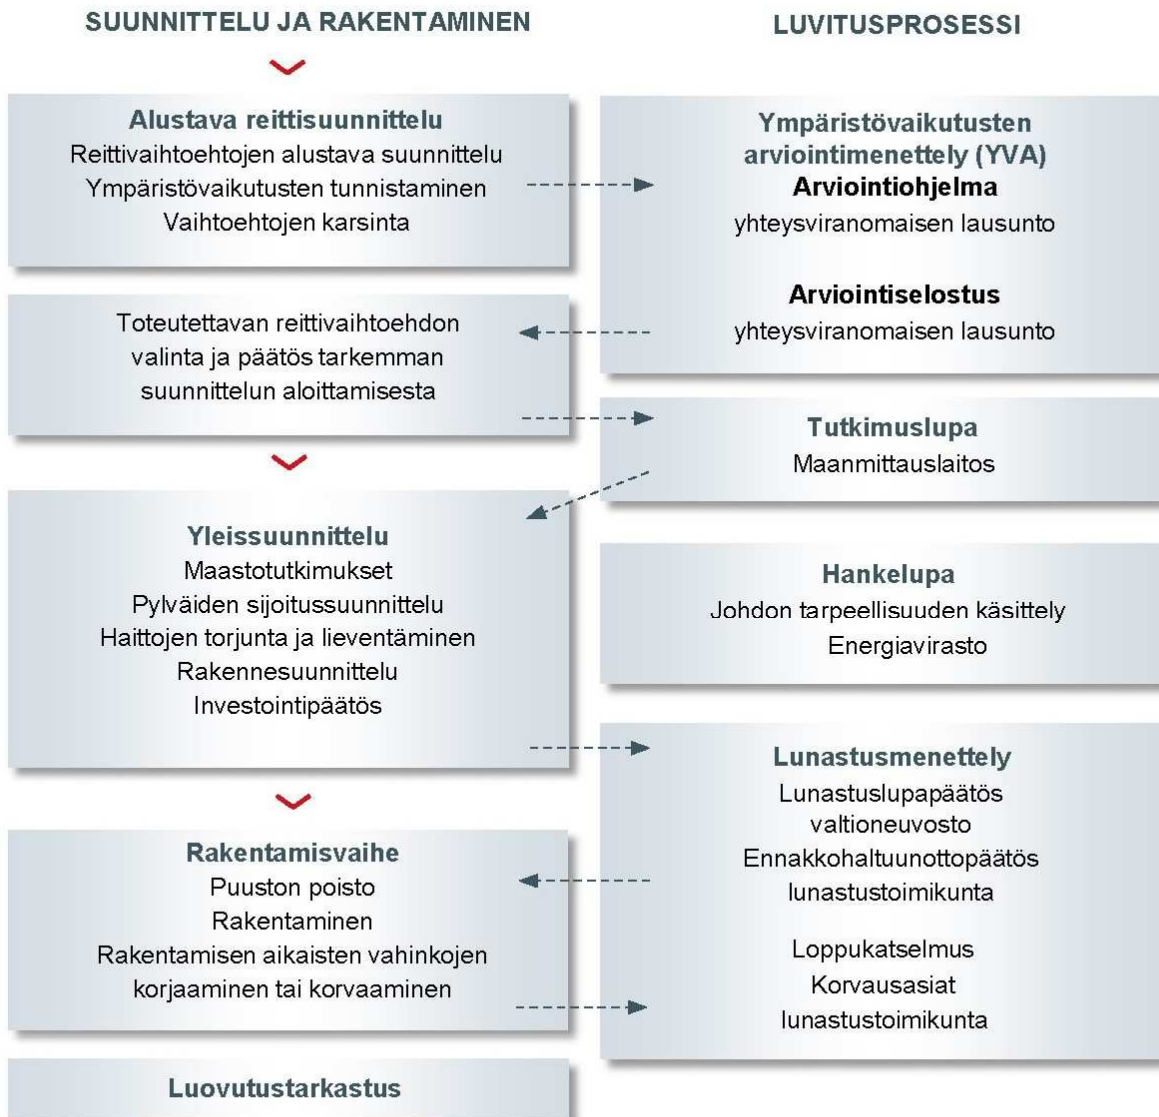 SUUNNITTELU JA RAKENTAMINEN
Alustava reittisuunnittelu
Reittivaihtoehtojen alustava suunnittelu
Ympäristövaikutusten tunnistaminen
Vaihtoehtojen karsinta
Toteutettavan reittivaihtoehdon
valinta ja päätös tarkemman
suunnittelun aloittamisesta
Yleissuunnittelu
Maastotutkimukset
Pylväiden sijoitussuunnittelu
Haittojen torjunta ja lieventäminen
Rakennesuunnittelu
Investointipäätös
Rakentamisvaihe
Puuston poisto
Rakentaminen
Rakentamisen aikaisten vahinkojen
korjaaminen tai korvaaminen
Luovutustarkastus
LUVITUSPROSESSI
Ympäristövaikutusten
arviointimenettely (YVA)
Arviointiohjelma
yhteysviranomaisen lausunto
Arviointiselostus
yhteysviranomaisen lausunto
Tutkimuslupa
Maanmittauslaitos
Hankelupa
Johdon tarpeellisuuden käsittely
Energiavirasto
Lunastusmenettely
Lunastuslupapäätös
valtioneuvosto
Ennakkohaltuunottopäätös
lunastustoimikunta
Loppukatselmus
Korvausasiat
lunastustoimikunta